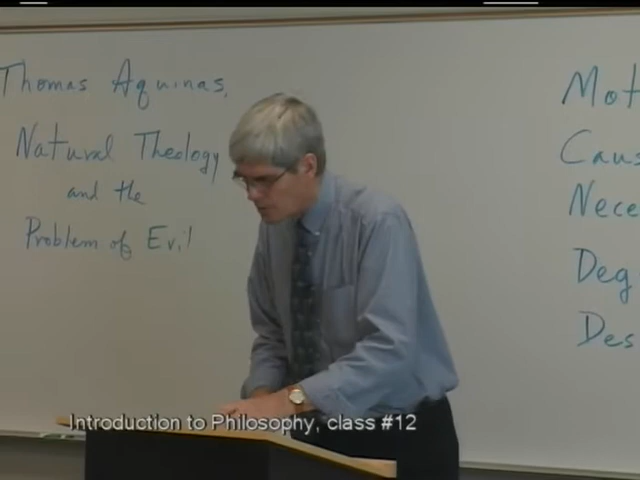 Thomas Aquinas,
Natural Theology
and the
Problem of Evil
Mot
Caus
Nece
Deg
Des
Introduction to Philosophy, class #12